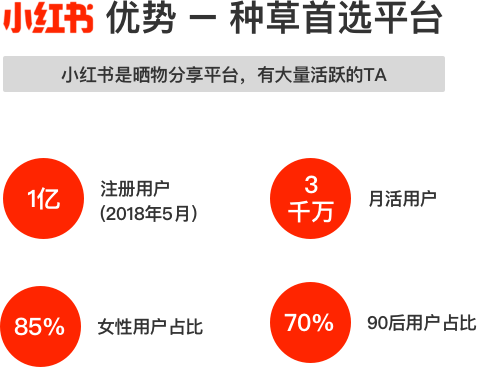 小红书 优势 — 种草首选平台
小红书是晒物分享平台，有大量活跃的TA
1亿
注册用户
(2018年5月)
3
千万
月活用户
85%
女性用户占比
70%
90后用户占比